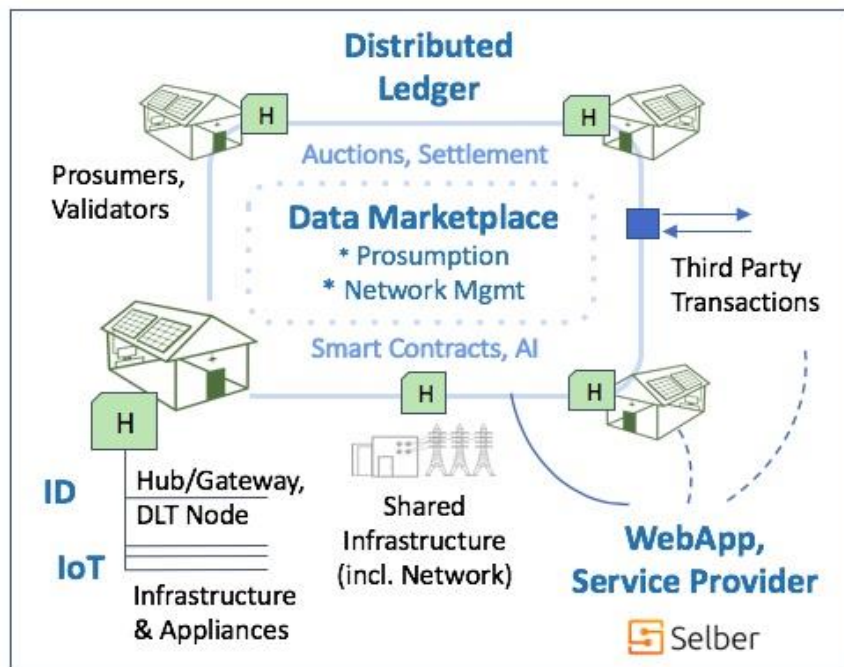 Distributed
Ledger
H
H
Auctions, Settlement
Prosumers,
Validators
Data Marketplace
* Prosumption
* Network Mgmt
Third Party
Transactions
Smart Contracts, AI
H
H
H
ID
Hub/Gateway,
DLT Node
IoT
Infrastructure
& Appliances
Shared
Infrastructure
(incl. Network)
WebApp,
Service Provider
Selber